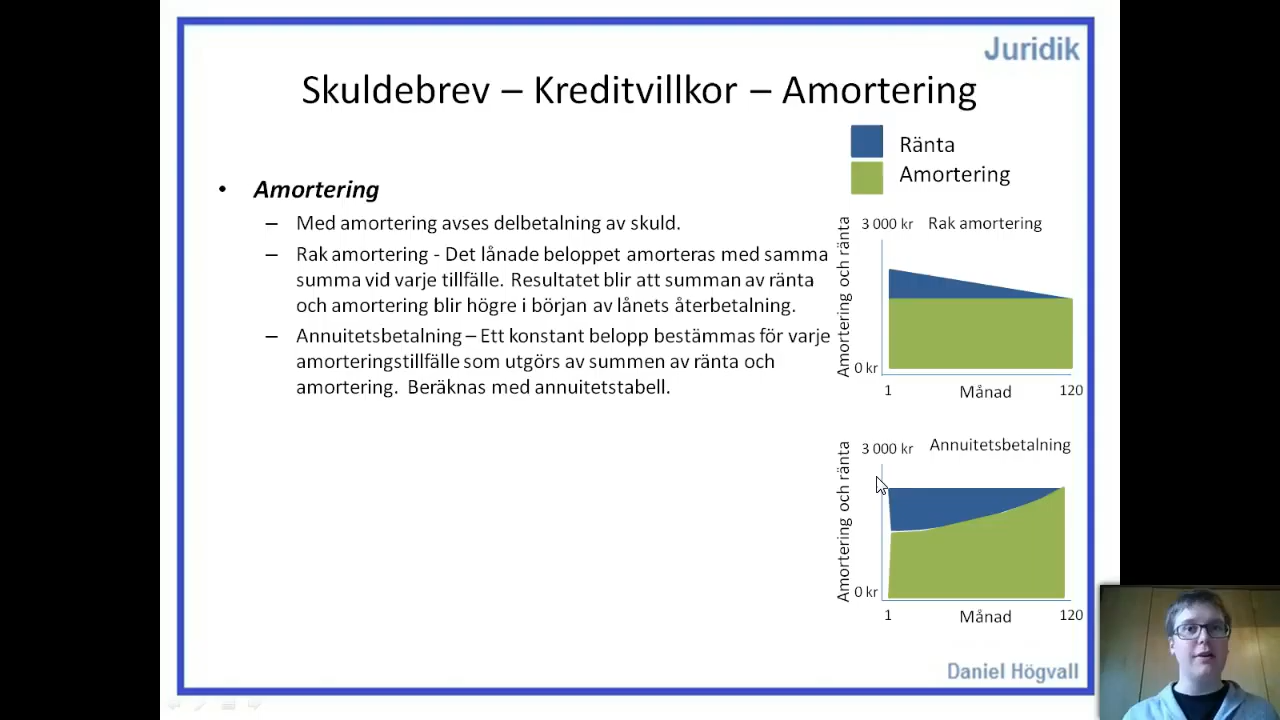 Juridik
Skuldebrev – Kreditvillkor – Amortering
Ränta
Amortering
• Amortering
– Med amortering avses delbetalning av skuld.
– Rak amortering - Det lånade beloppet amorteras med samma
summa vid varje tillfälle. Resultatet blir att summan av ränta
och amortering blir högre i början av lånets återbetalning.
– Annuitetsbetalning – Ett konstant belopp bestämmas för varje
amorteringstillfälle som utgörs av summen av ränta och
amortering. Beräknas med annuitetstabell.
3 000 kr Rak amortering
Amortering och ränta
0 kr
1 Månad 120
3 000 kr Annuitetsbetalning
Amortering och ränta
0 kr
1 Månad 120
Daniel Högvall